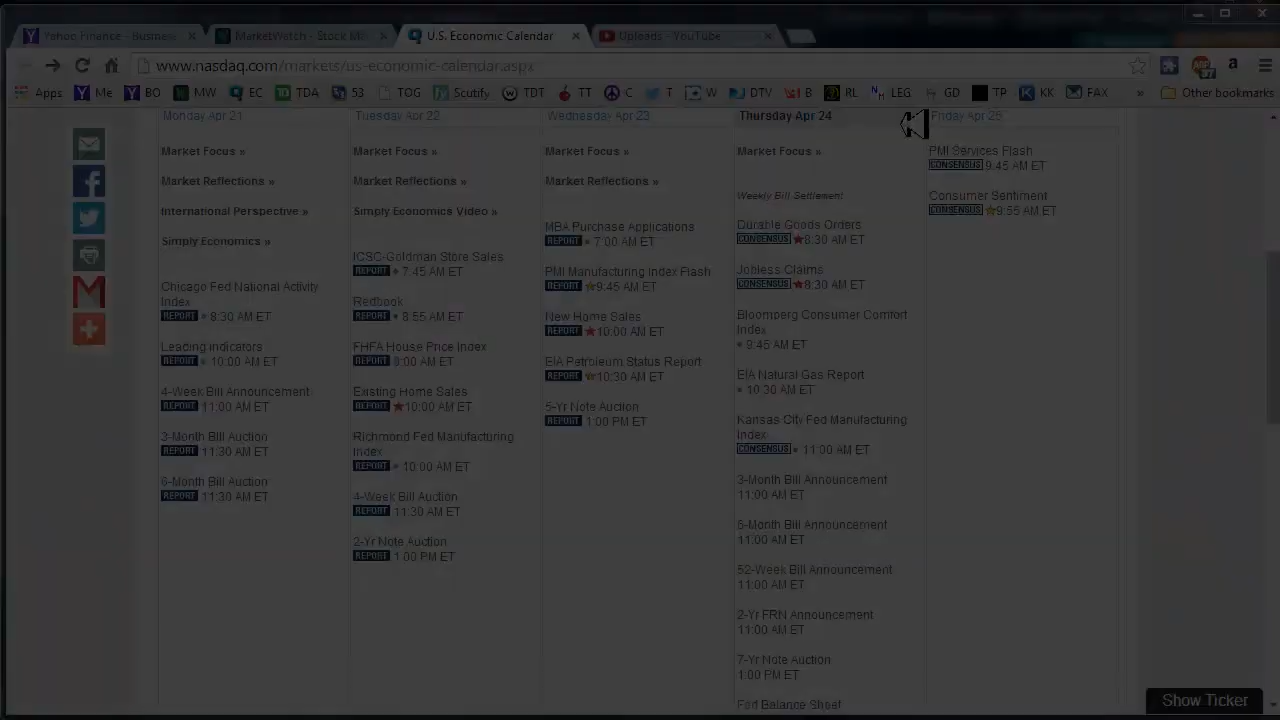 Yahoo Finance - Business
MarketWatch - Stock M
U.S. Economic Calendar
Uploads - YouTube
www.nasdaq.com/markets/us-economic-calendar.aspx
Apps Me BO MW EC TDA 53 TOG Scutify TDT TT C T W DTV B RL LEG GD TP KK FAX » Other bookmarks
Monday Apr 21
Market Focus »
Market Reflections »
International Perspective »
Simply Economics »
Chicago Fed National Activity
Index
REPORT 8:30 AM ET
Leading Indicators
REPORT 10:00 AM ET
4-Week Bill Announcement
REPORT 11:00 AM ET
3-Month Bill Auction
REPORT 11:30 AM ET
6-Month Bill Auction
REPORT 11:30 AM ET
Tuesday Apr 22
Market Focus »
Market Reflections »
Simply Economics Video »
ICSC-Goldman Store Sales
REPORT 7:45 AM ET
Redbook
REPORT 8:55 AM ET
FHFA House Price Index
REPORT 9:00 AM ET
Existing Home Sales
REPORT ★10:00 AM ET
Richmond Fed Manufacturing
Index
REPORT 10:00 AM ET
4-Week Bill Auction
REPORT 11:30 AM ET
2-Yr Note Auction
REPORT 1:00 PM ET
Wednesday Apr 23
Market Focus »
Market Reflections »
MBA Purchase Applications
REPORT 7:00 AM ET
PMI Manufacturing Index Flash
REPORT ★9:45 AM ET
New Home Sales
REPORT ★10:00 AM ET
EIA Petroleum Status Report
REPORT ★10:30 AM ET
5-Yr Note Auction
REPORT 1:00 PM ET
Thursday Apr 24
Market Focus »
Weekly Bill Settlement
Durable Goods Orders
CONSENSUS ★8:30 AM ET
Jobless Claims
CONSENSUS ★8:30 AM ET
Bloomberg Consumer Comfort
Index
9:45 AM ET
EIA Natural Gas Report
10:30 AM ET
Kansas City Fed Manufacturing
Index
CONSENSUS 11:00 AM ET
3-Month Bill Announcement
11:00 AM ET
6-Month Bill Announcement
11:00 AM ET
52-Week Bill Announcement
11:00 AM ET
2-Yr FRN Announcement
11:00 AM ET
7-Yr Note Auction
1:00 PM ET
Fed Balance Sheet
Friday Apr 25
PMI Services Flash
CONSENSUS 9:45 AM ET
Consumer Sentiment
CONSENSUS ★9:55 AM ET
Show Ticker